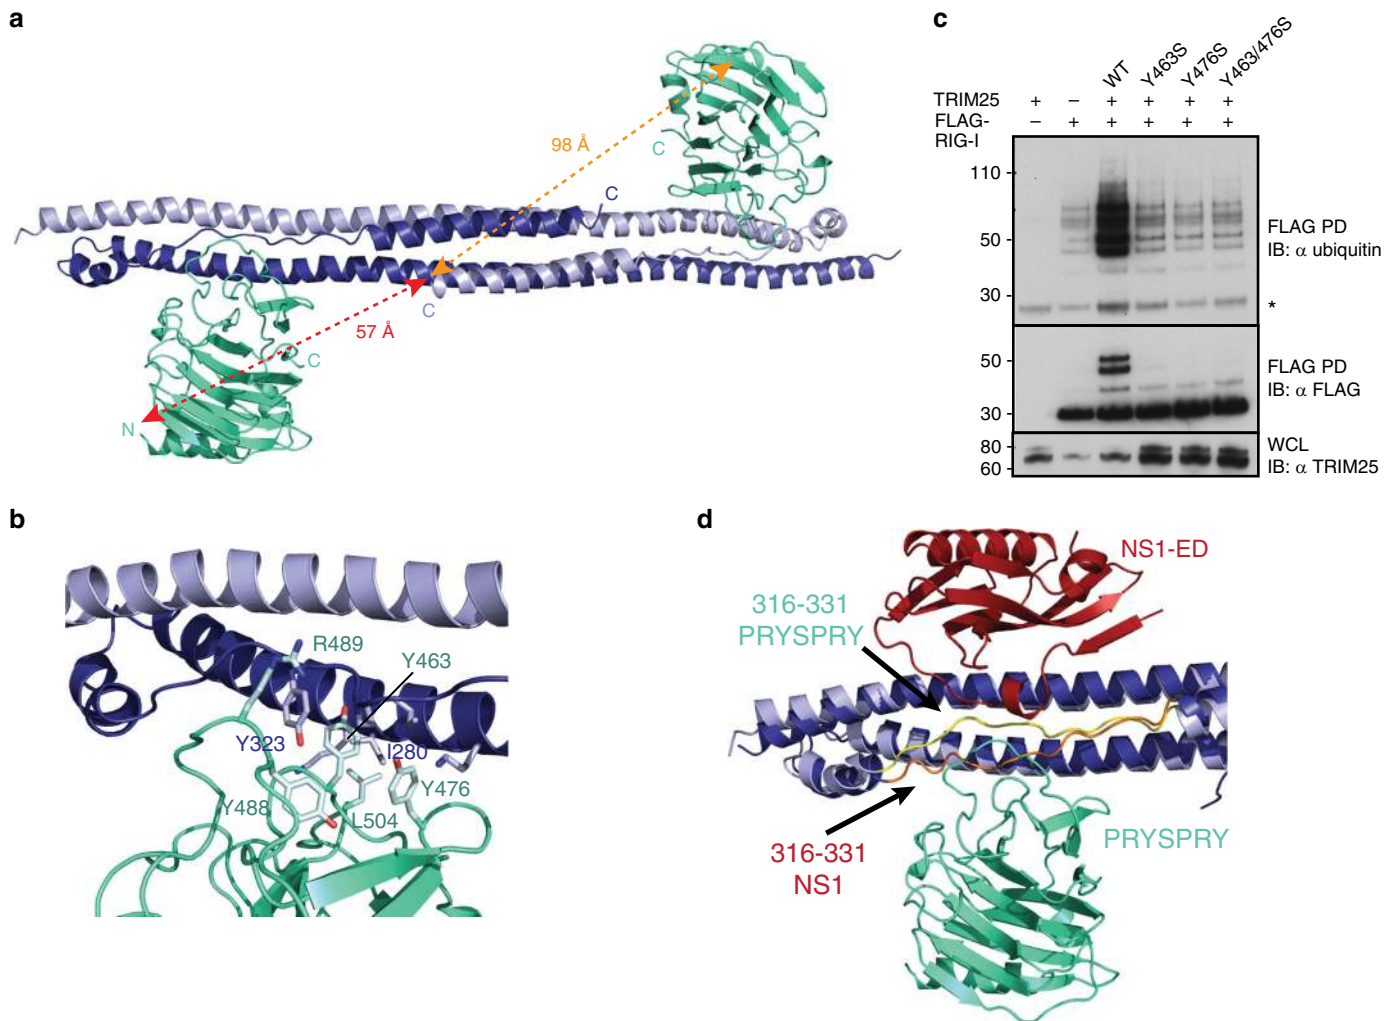 a
98 Å
C
C
57 Å
C
C
N
b
R489
Y463
Y323
I280
Y476
Y488
L504
c
WT Y463S Y476S Y463/476S
TRIM25 + – + + + +
FLAG- – + + + + +
RIG-I
110
50
30
FLAG PD
IB: α ubiquitin
*
50
30
FLAG PD
IB: α FLAG
80
60
WCL
IB: α TRIM25
d
NS1-ED
316-331
PRYSPRY
316-331
NS1
PRYSPRY